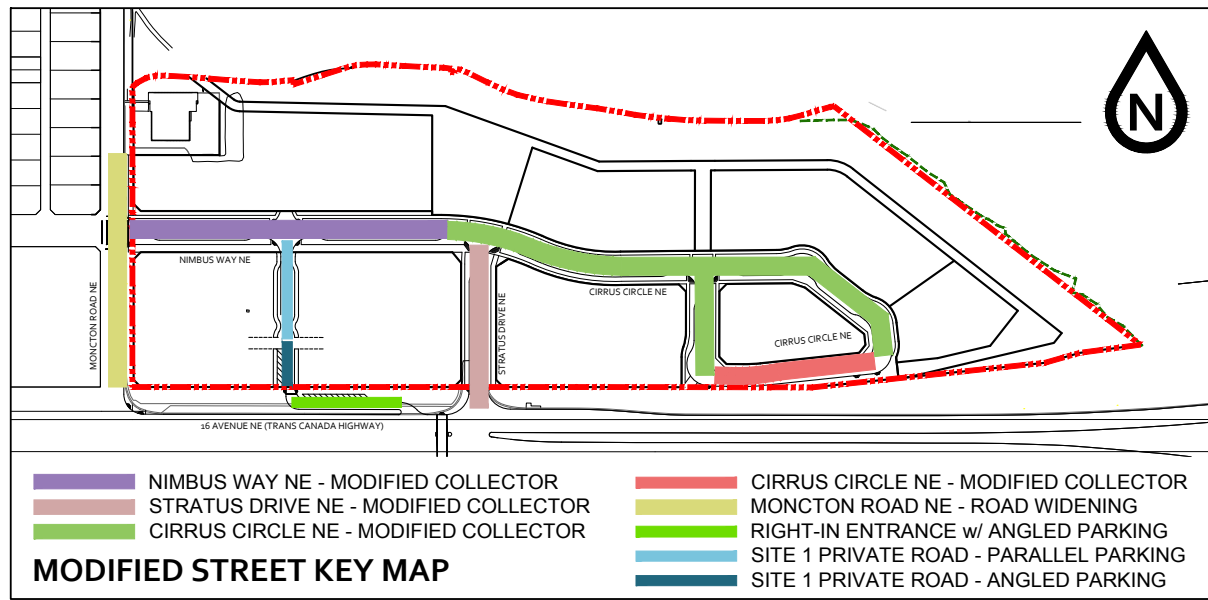 N
NIMBUS WAY NE
MONCTON ROAD NE
STRATUS DRIVE NE
CIRRUS CIRCLE NE
CIRRUS CIRCLE NE
16 AVENUE NE (TRANS CANADA HIGHWAY)
NIMBUS WAY NE - MODIFIED COLLECTOR
STRATUS DRIVE NE - MODIFIED COLLECTOR
CIRRUS CIRCLE NE - MODIFIED COLLECTOR
MODIFIED STREET KEY MAP
CIRRUS CIRCLE NE - MODIFIED COLLECTOR
MONCTON ROAD NE - ROAD WIDENING
RIGHT-IN ENTRANCE w/ ANGLED PARKING
SITE 1 PRIVATE ROAD - PARALLEL PARKING
SITE 1 PRIVATE ROAD - ANGLED PARKING